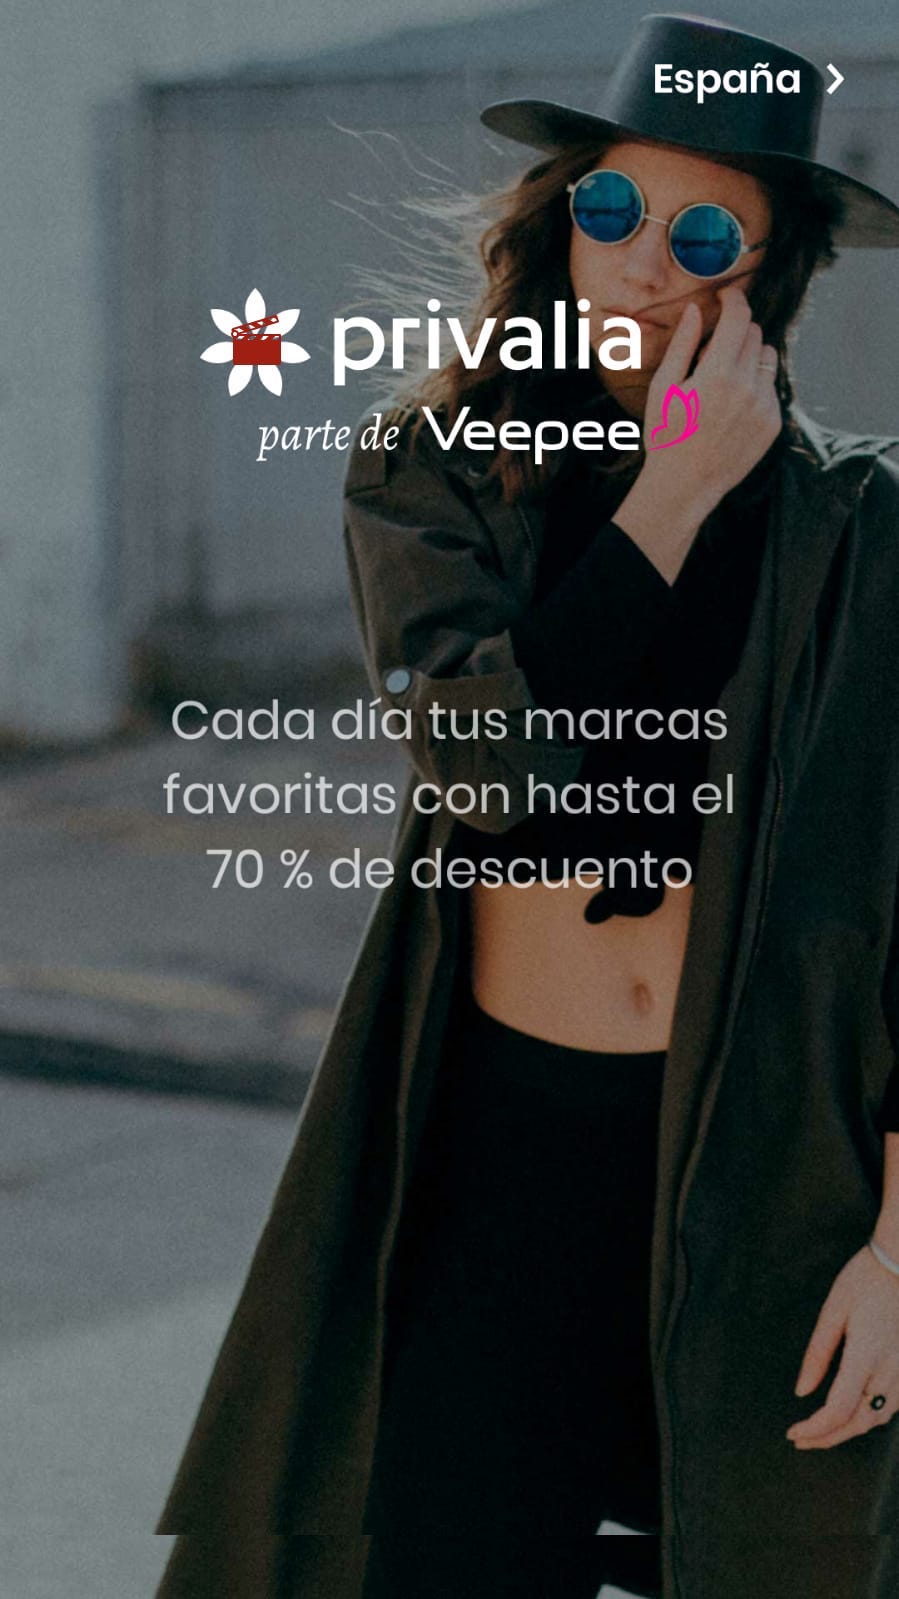 España
privalia
parte de Veepee
Cada día tus marcas
favoritas con hasta el
70 % de descuento